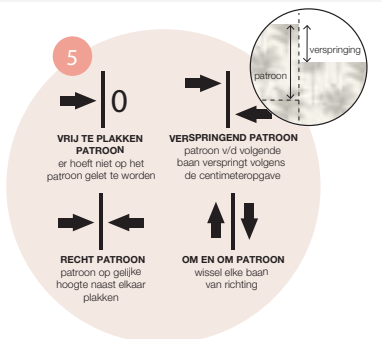 5
verspringing
patroon
0
VRIJ TE PLAKKEN
PATROON
er hoeft niet op het
patroon gelet te worden
VERSPRINGEND PATROON
patroon v/d volgende
baan verspringt volgens
de centimeteropgave
RECHT PATROON
patroon op gelijke
hoogte naast elkaar
plakken
OM EN OM PATROON
wissel elke baan
van richting